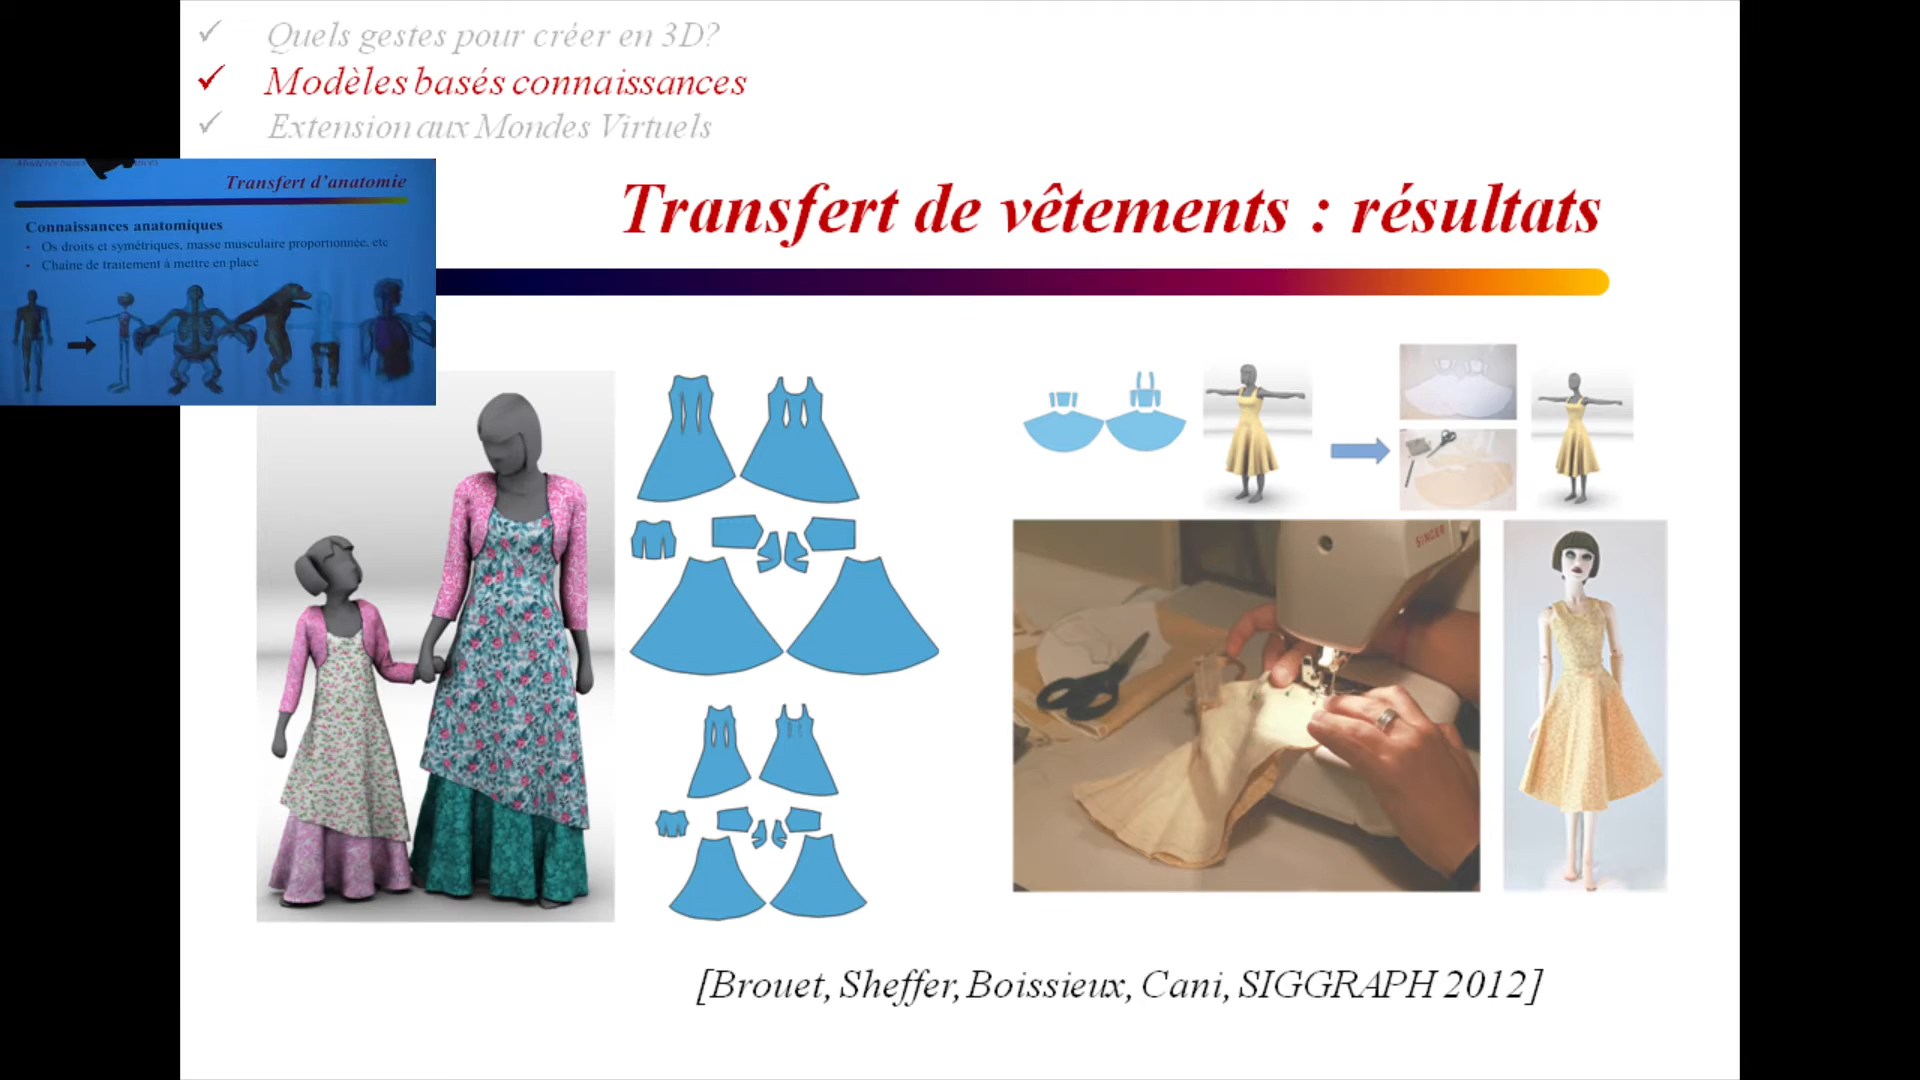 Quels gestes pour créer en 3D?
Modèles basés connaissances
Extension aux Mondes Virtuels
Transfert d'anatomie
Connaissances anatomiques
• Os droits et symétriques, masse musculaire proportionnée, etc
• Chaîne de traitement à mettre en place
Transfert de vêtements : résultats
SINGER
[Brouet, Sheffer, Boissieux, Cani, SIGGRAPH 2012]